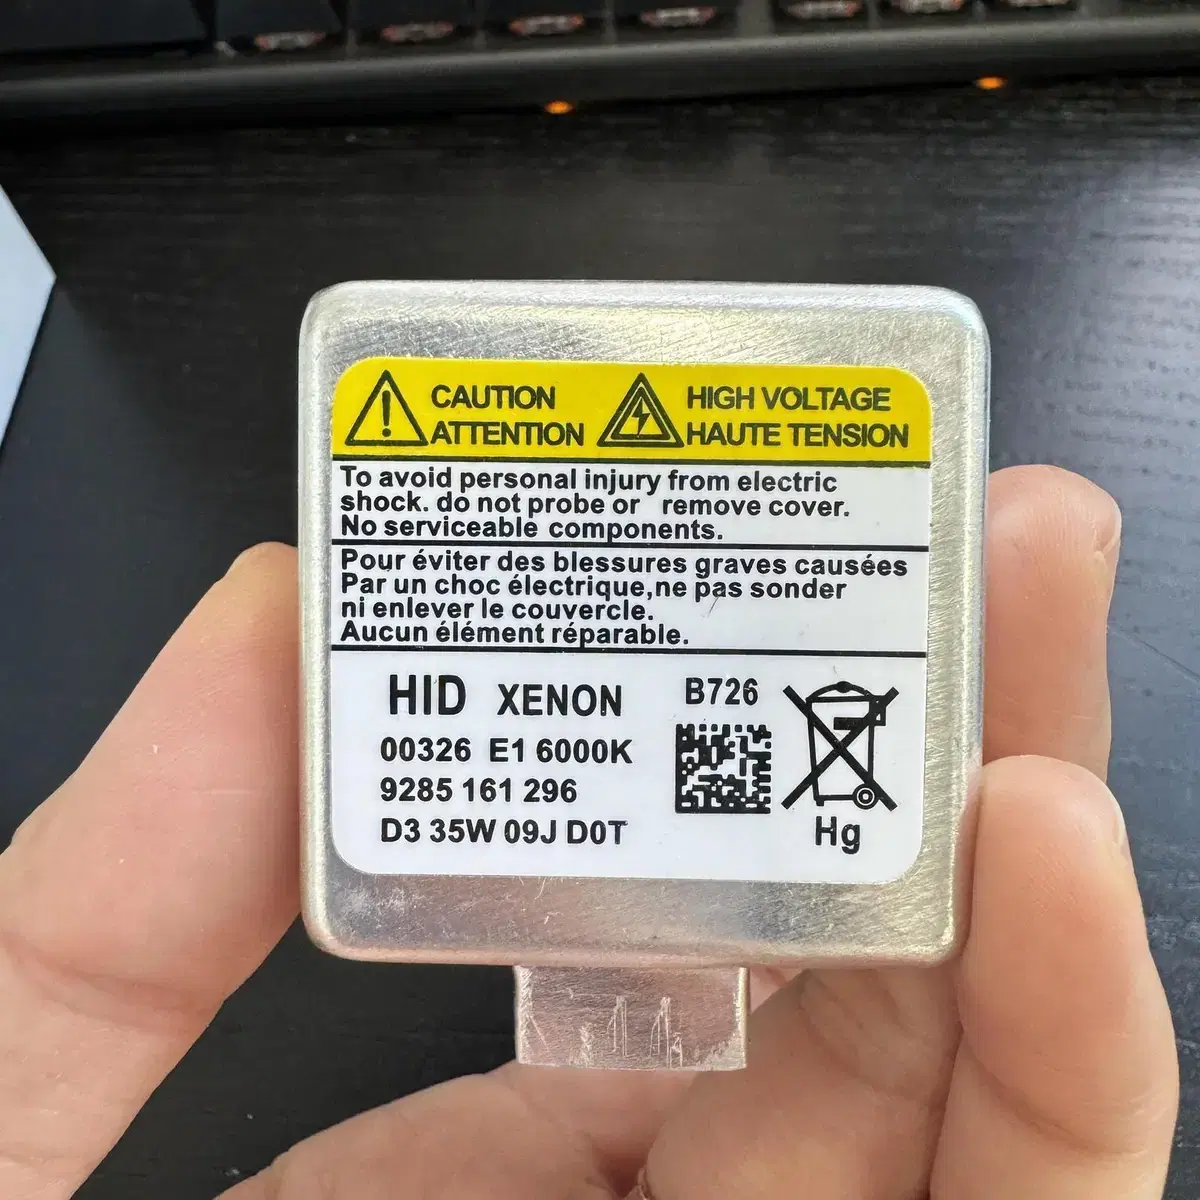 CAUTION
ATTENTION
HIGH VOLTAGE
HAUTE TENSION
To avoid personal injury from electric
shock. do not probe or remove cover.
No serviceable components.
Pour éviter des blessures graves causées
Par un choc électrique,ne pas sonder
ni enlever le couvercle.
Aucun élément réparable.
HID XENON
00326 E1 6000K
9285 161 296
D3 35W 09J D0T
B726
Hg